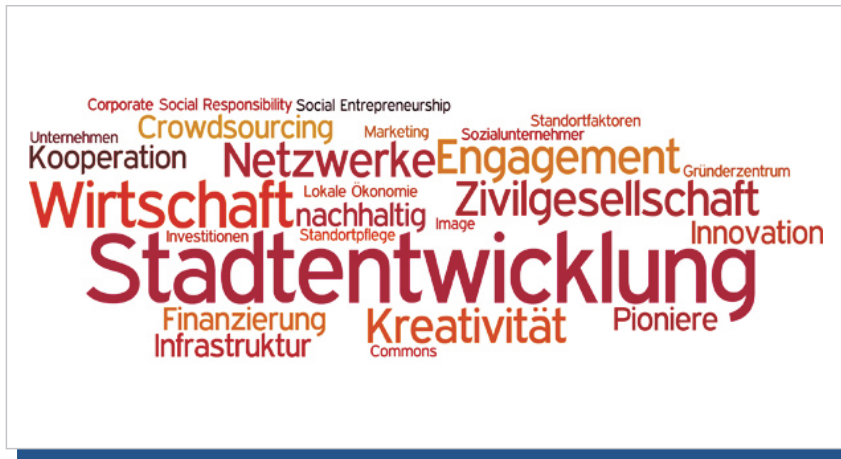 Corporate Social Responsibility Social Entrepreneurship
Unternehmen Crowdsourcing Marketing Sozialunternehmer Standortfaktoren
Kooperation Netzwerke Engagement Gründerzentrum
Wirtschaft Lokale Ökonomie Zivilgesellschaft
nachhaltig Image Innovation
Investitionen Standortpflege
Stadtentwicklung
Finanzierung Kreativität Pioniere
Infrastruktur Commons